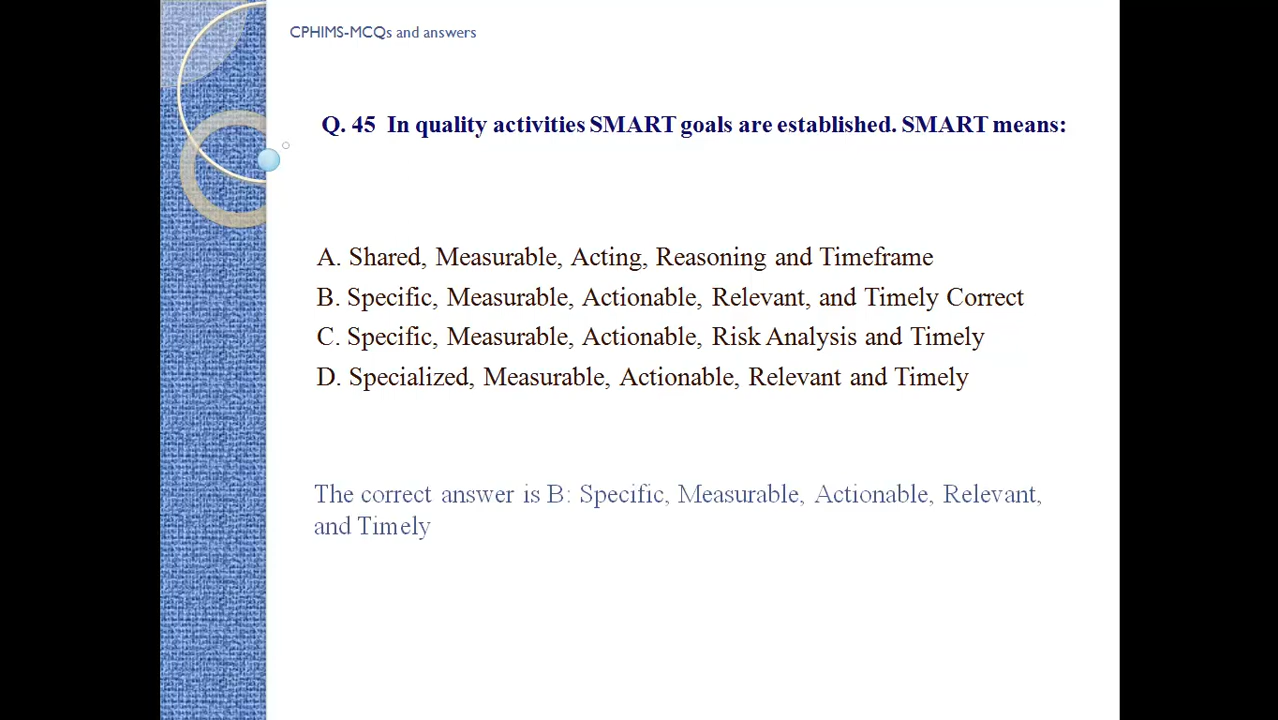 CPHIMS-MCQs and answers
Q. 45 In quality activities SMART goals are established. SMART means:
A. Shared, Measurable, Acting, Reasoning and Timeframe
B. Specific, Measurable, Actionable, Relevant, and Timely Correct
C. Specific, Measurable, Actionable, Risk Analysis and Timely
D. Specialized, Measurable, Actionable, Relevant and Timely
The correct answer is B: Specific, Measurable, Actionable, Relevant,
and Timely